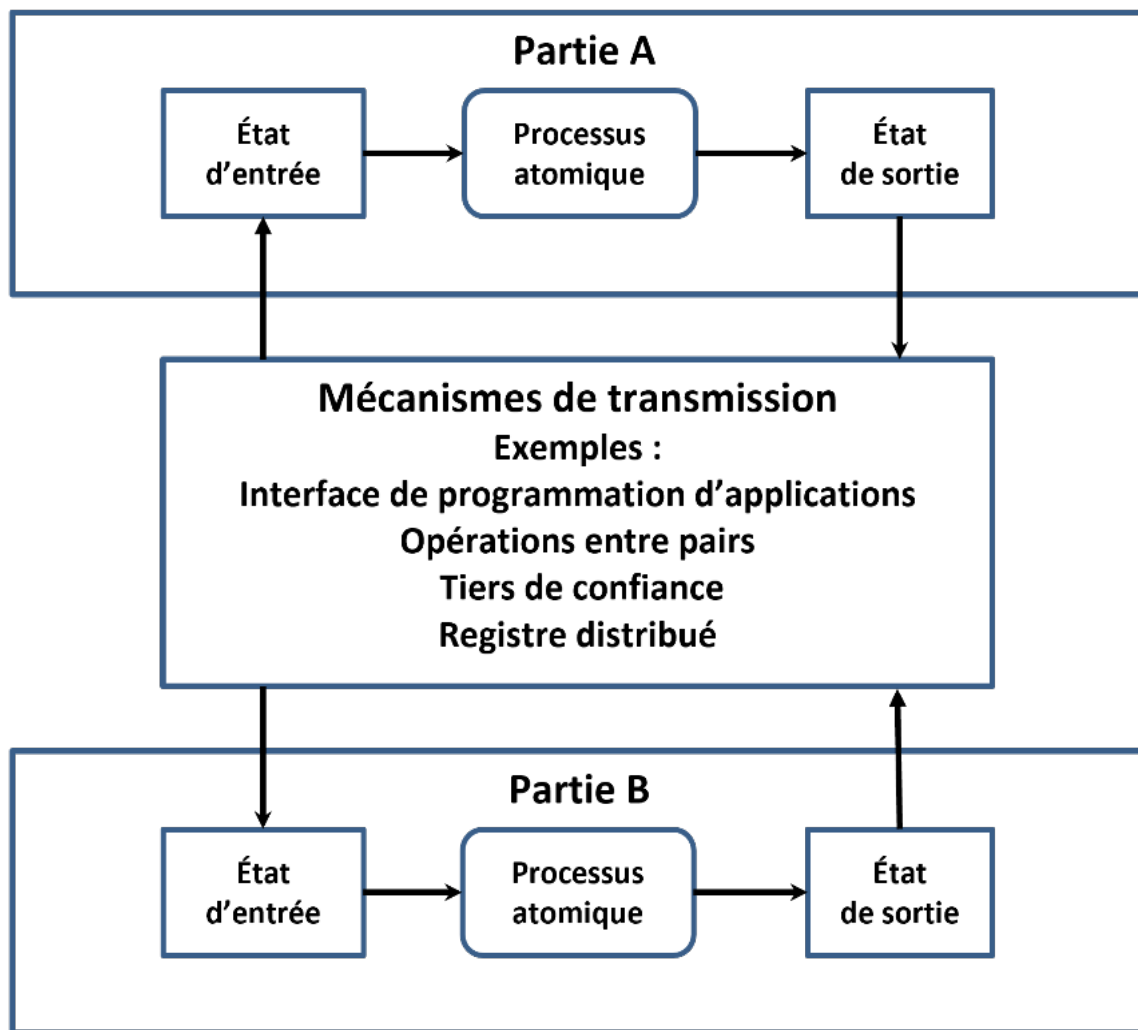 Partie A
État
d’entrée
Processus
atomique
État
de sortie
Mécanismes de transmission
Exemples :
Interface de programmation d’applications
Opérations entre pairs
Tiers de confiance
Registre distribué
Partie B
État
d’entrée
Processus
atomique
État
de sortie